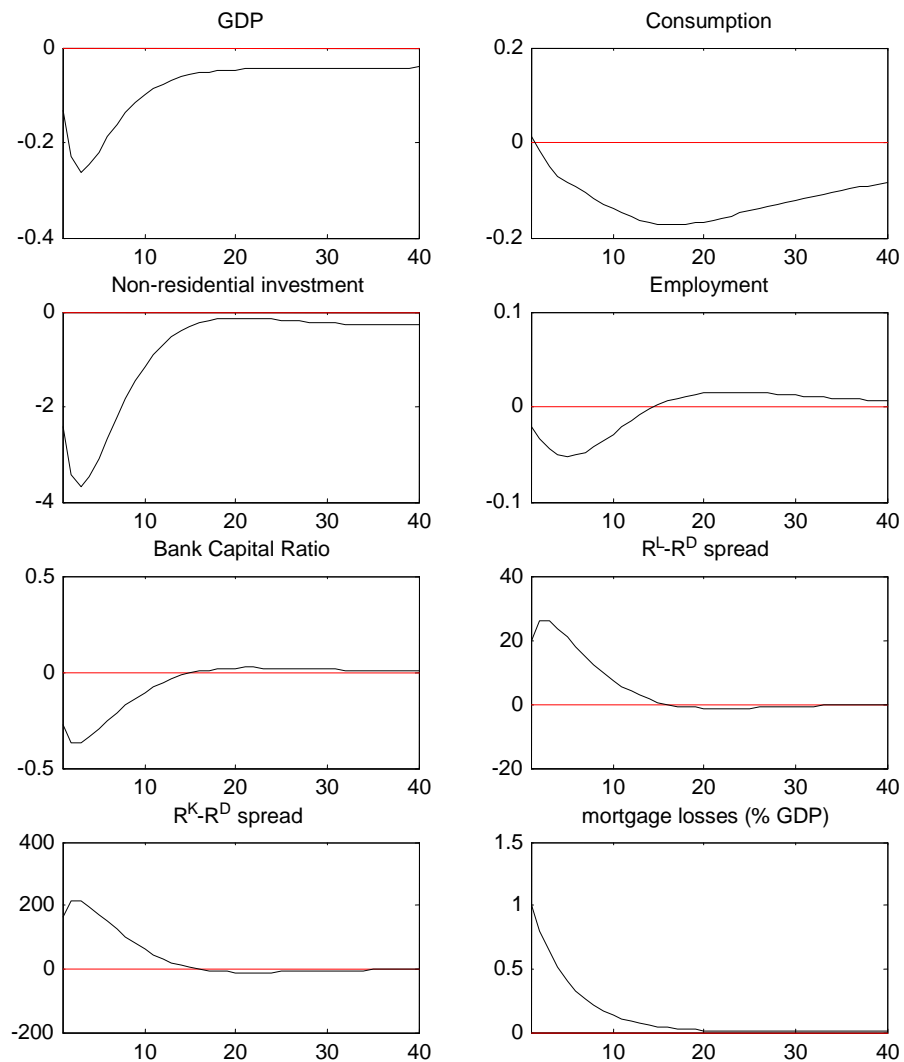 GDP
0
-0.2
-0.4
10 20 30 40
Consumption
0.2
0
-0.2
10 20 30 40
Non-residential investment
0
-2
-4
10 20 30 40
Employment
0.1
0
-0.1
10 20 30 40
Bank Capital Ratio
0.5
0
-0.5
10 20 30 40
R^L-R^D spread
40
20
0
-20
10 20 30 40
R^K-R^D spread
400
200
0
-200
10 20 30 40
mortgage losses (% GDP)
1.5
1
0.5
0
10 20 30 40